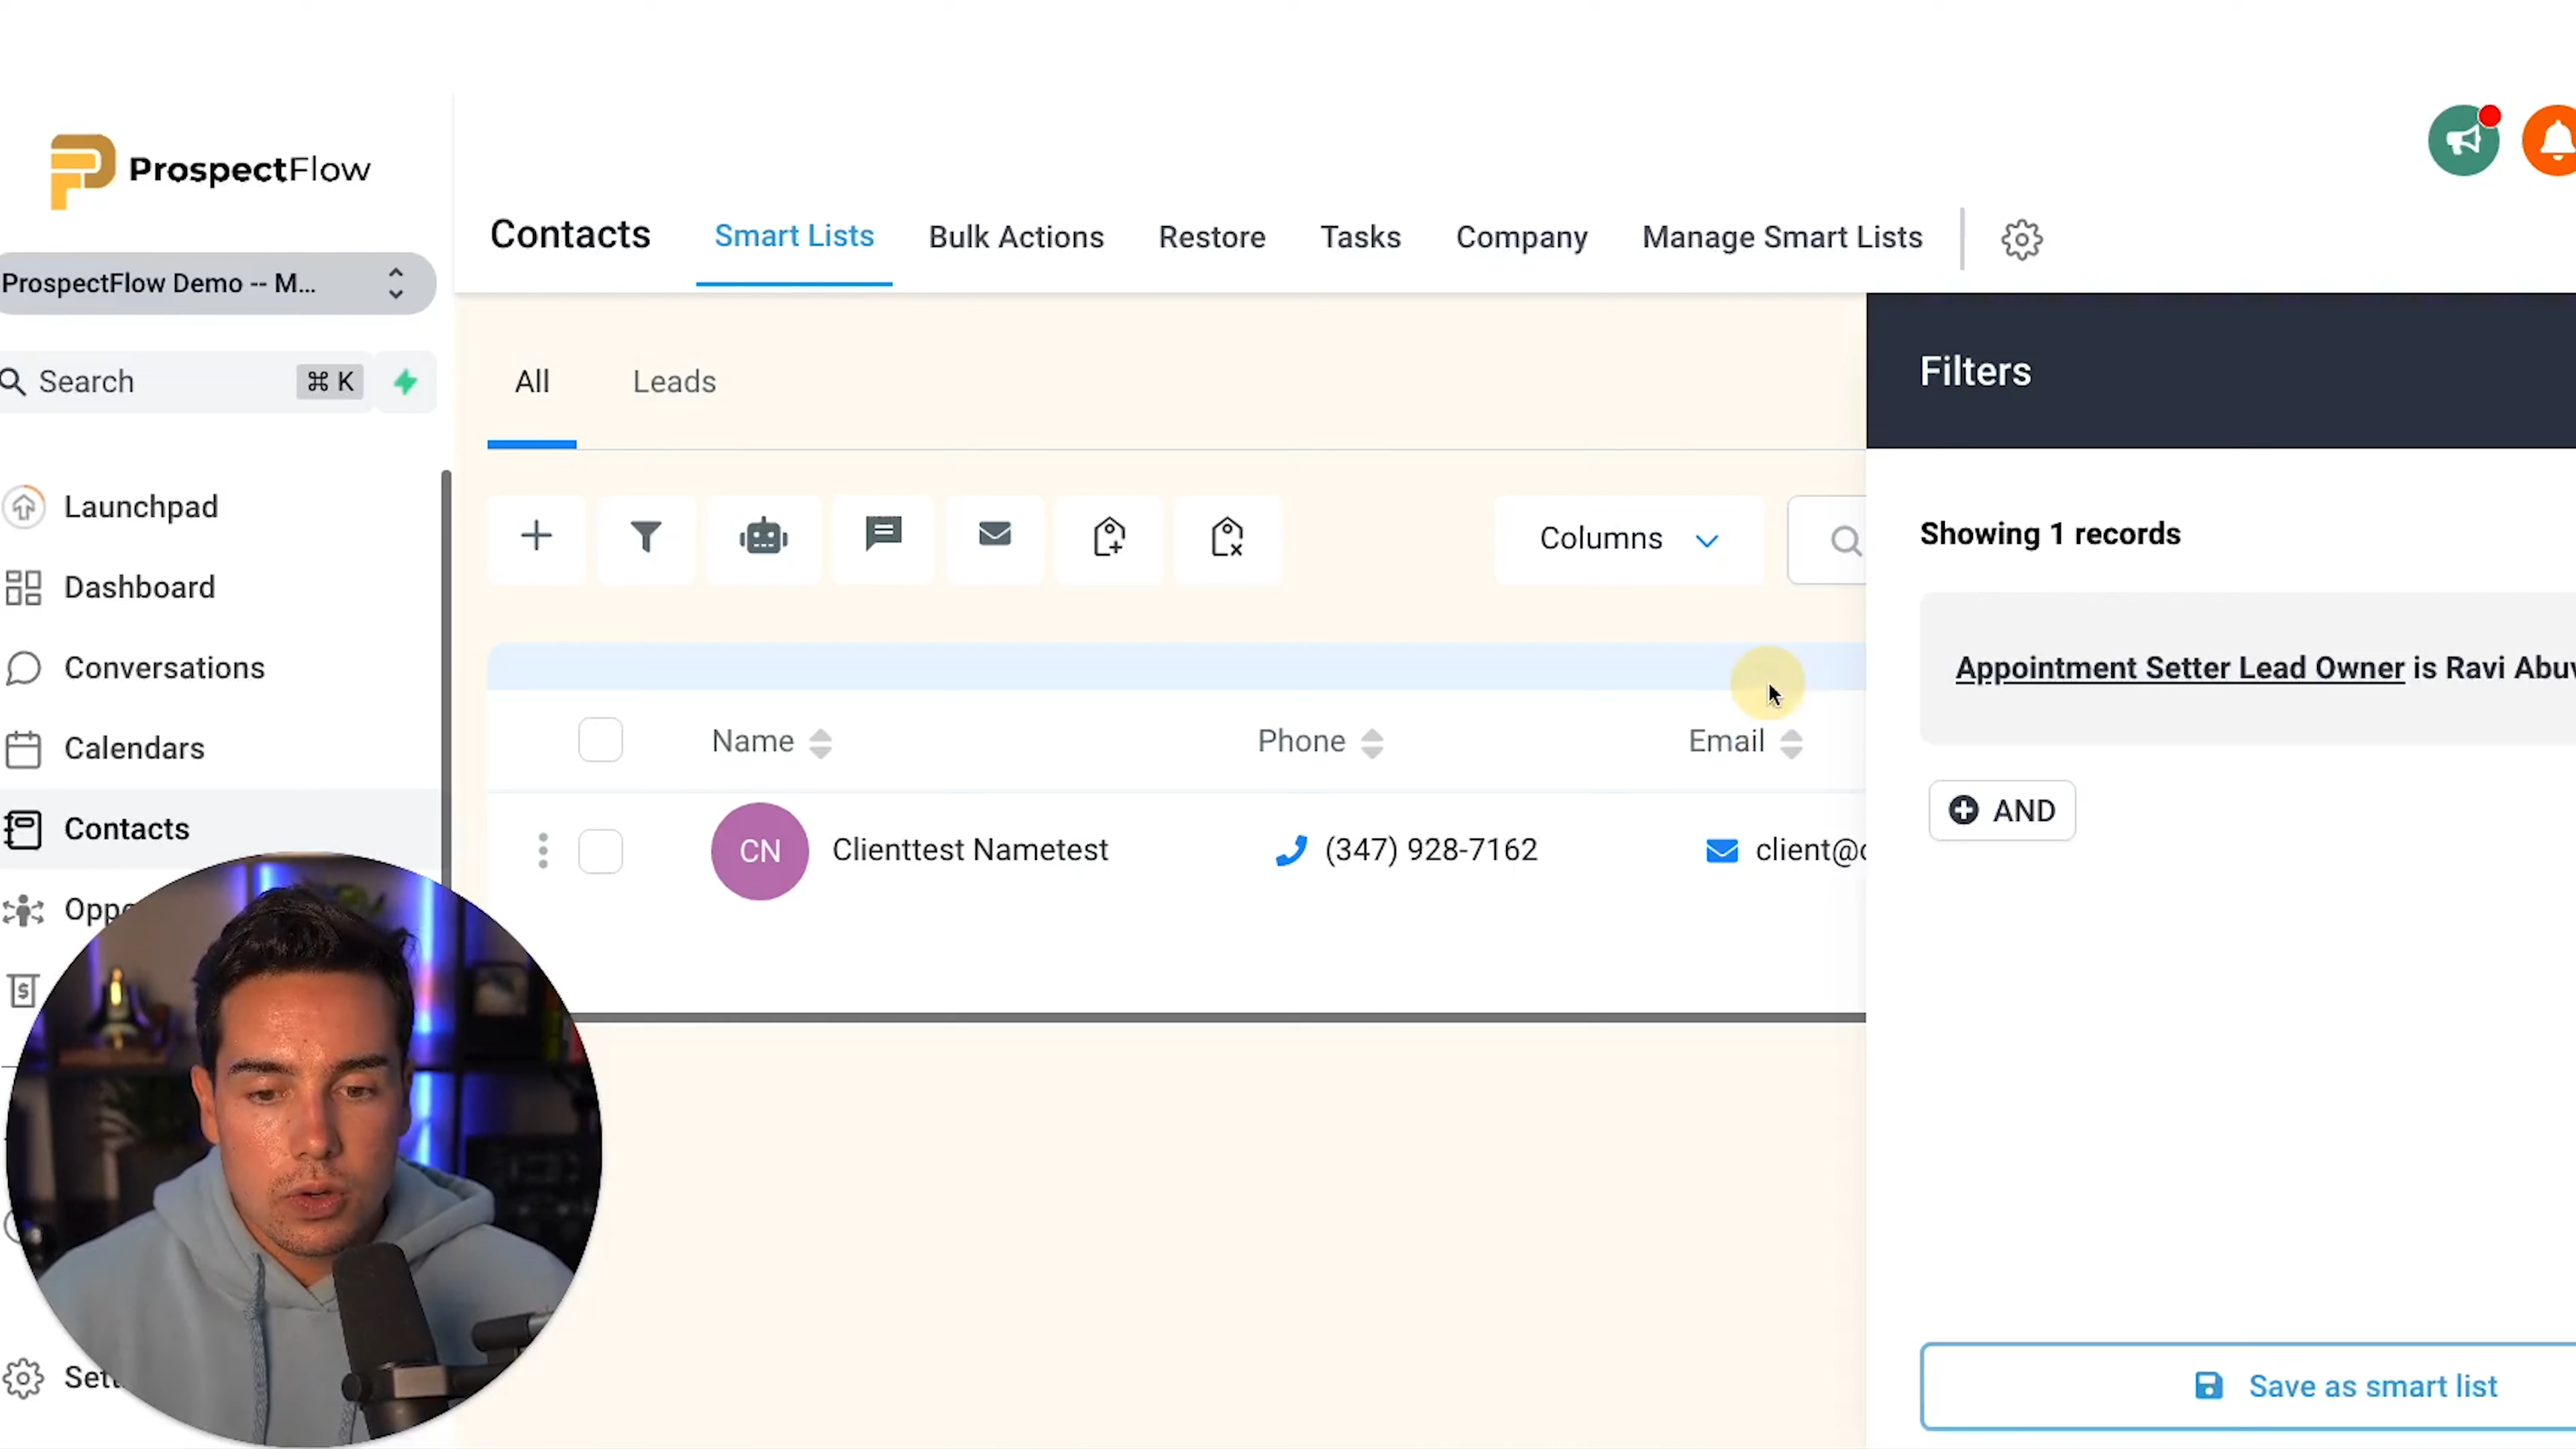 ProspectFlow
ProspectFlow Demo -- M...
Search
⌘ K
Launchpad
Dashboard
Conversations
Calendars
Contacts
Contacts
Smart Lists
Bulk Actions
Restore
Tasks
Company
Manage Smart Lists
All
Leads
Columns
Name
Phone
Email
CN
Clienttest Nametest
(347) 928-7162
Filters
Showing 1 records
Appointment Setter Lead Owner is Ravi
AND
Save as smart list